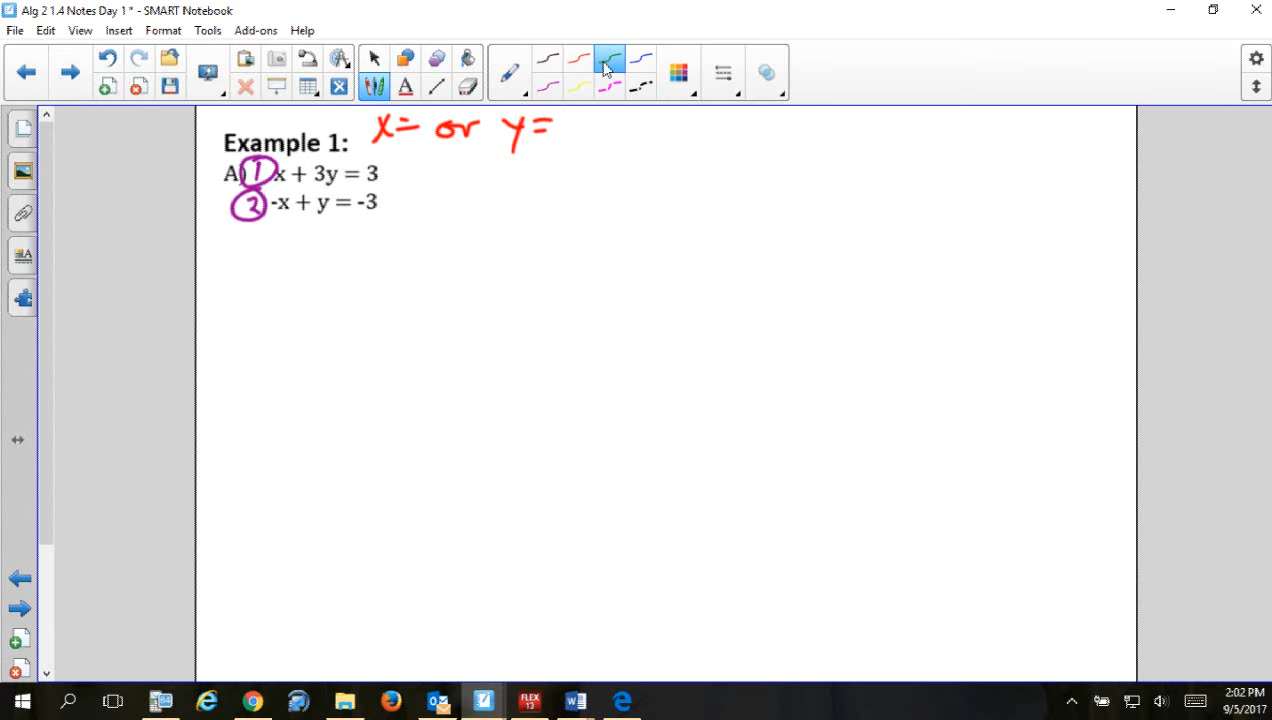 Alg 2 1.4 Notes Day 1 * - SMART Notebook
File Edit View Insert Format Tools Add-ons Help
Example 1: x= or y=
A) 1 x + 3y = 3
2 -x + y = -3
FLEX
13
2:02 PM
9/5/2017